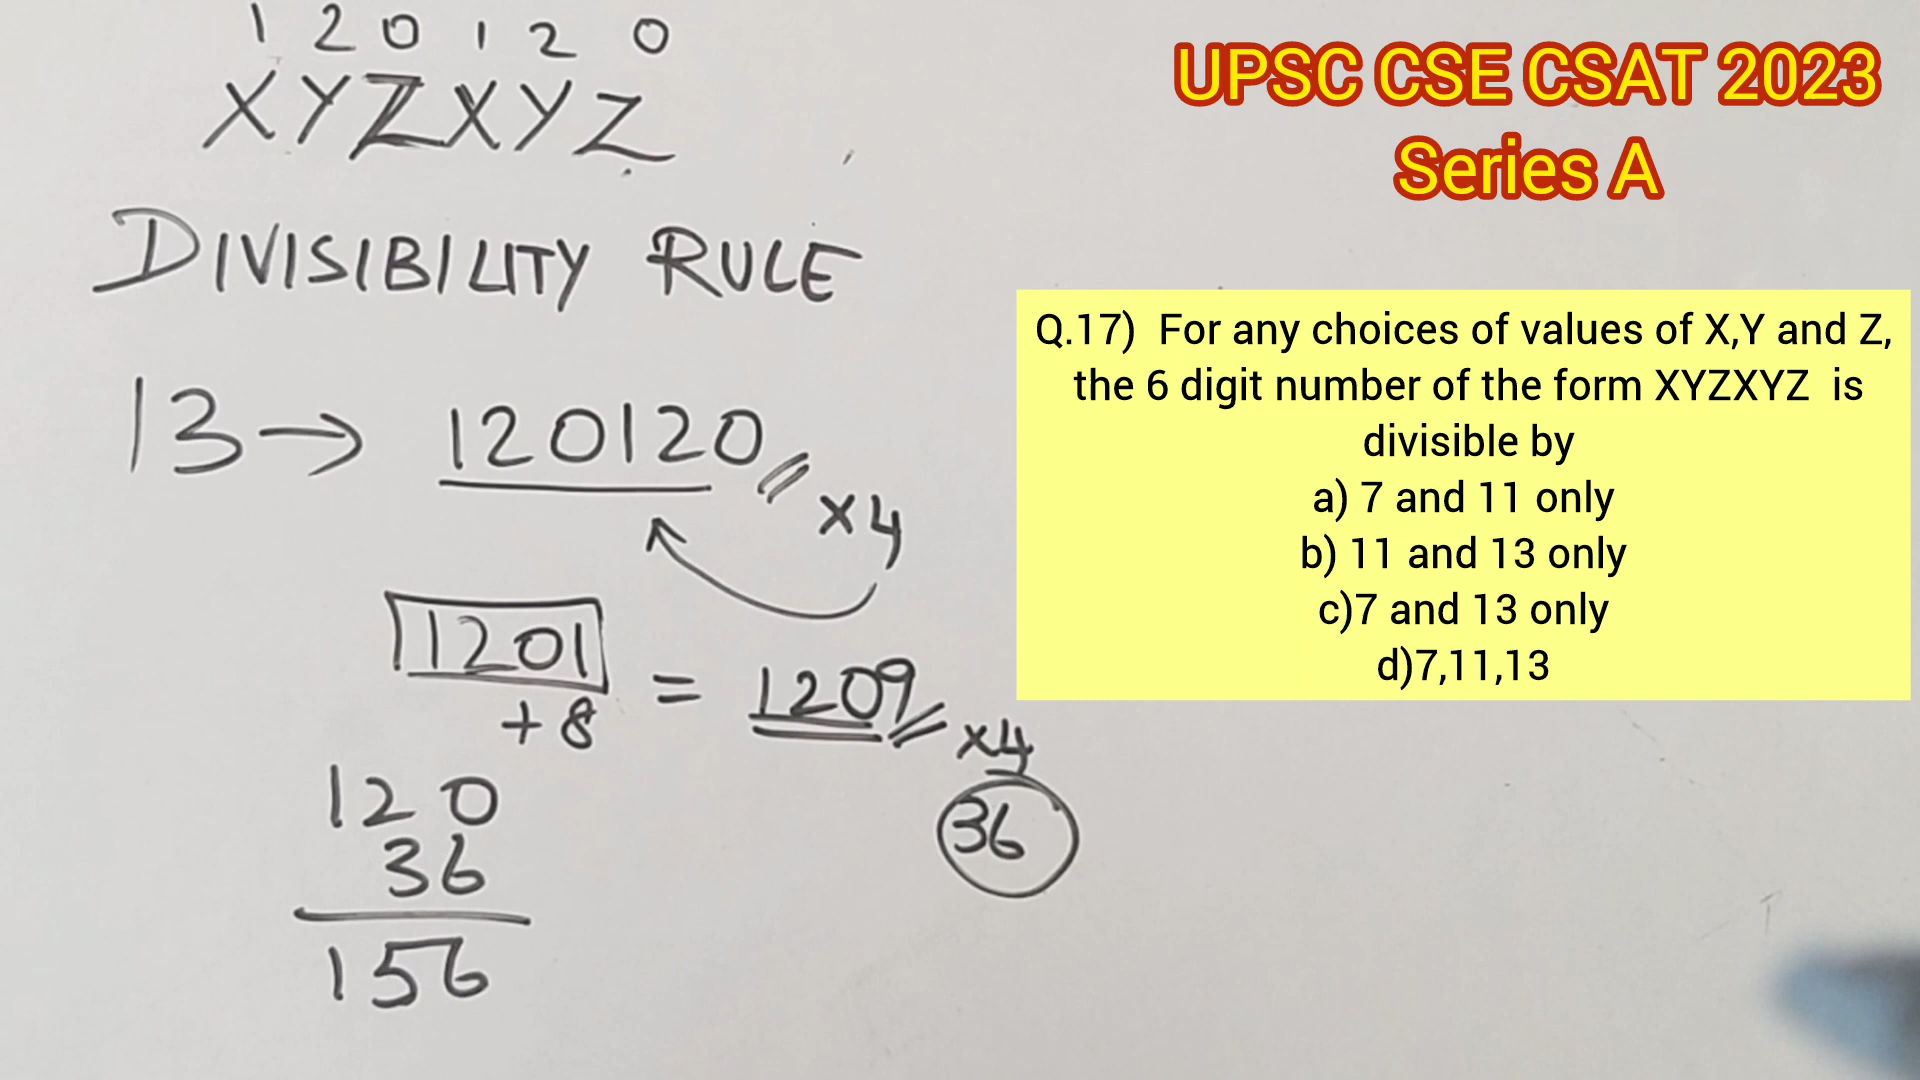 1 2 0 1 2 0
XYZXYZ
DIVISIBILITY RULE
13 → 120120
×4
1201
+8
= 1209
×4
36
120
36
156
UPSC CSE CSAT 2023
Series A
Q.17) For any choices of values of X,Y and Z,
the 6 digit number of the form XYZXYZ is
divisible by
a) 7 and 11 only
b) 11 and 13 only
c)7 and 13 only
d)7,11,13